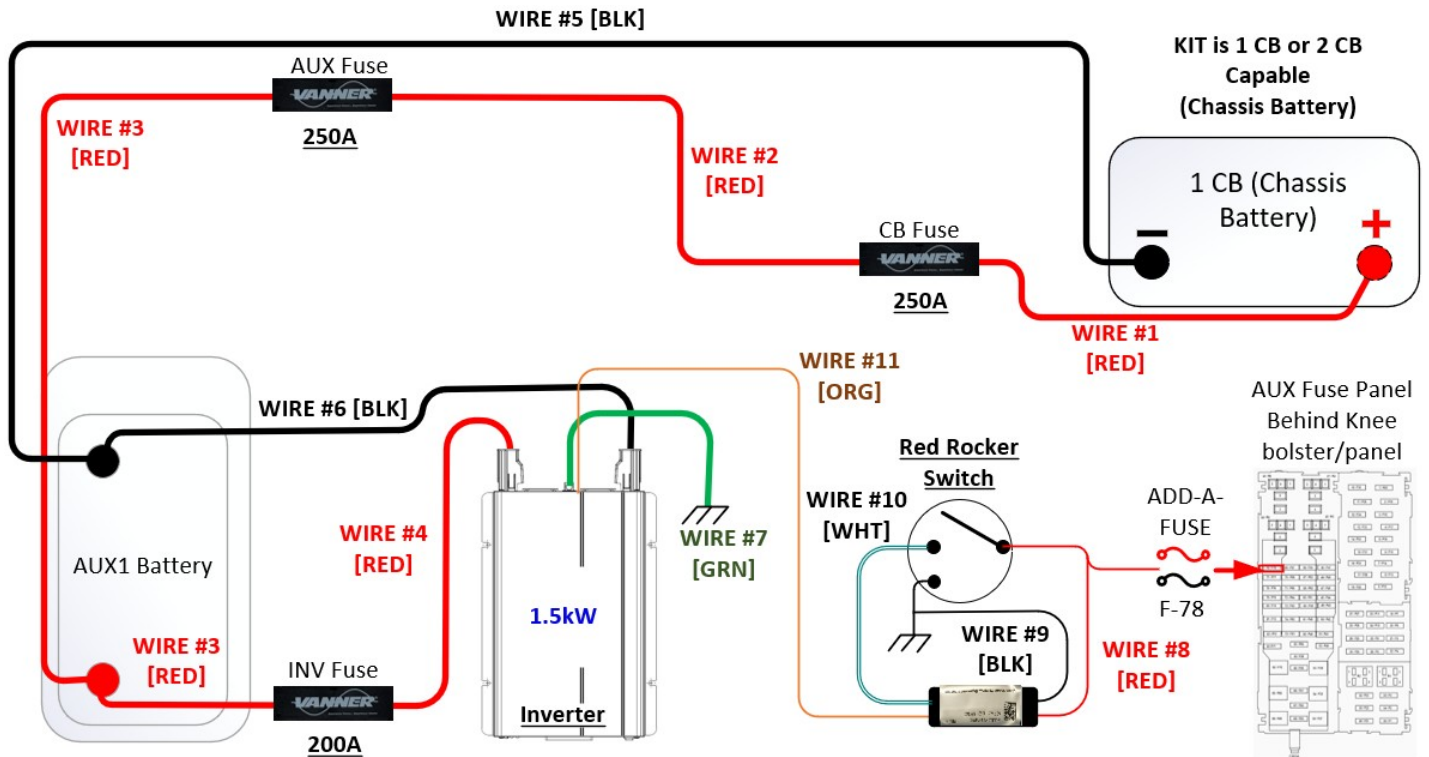 WIRE #5 [BLK]
KIT is 1 CB or 2 CB
Capable
(Chassis Battery)
AUX Fuse
VANNER
250A
WIRE #3
[RED]
WIRE #2
[RED]
1 CB (Chassis
Battery)
CB Fuse
VANNER
250A
WIRE #1
[RED]
WIRE #11
[ORG]
AUX Fuse Panel
Behind Knee
bolster/panel
WIRE #6 [BLK]
Red Rocker
Switch
WIRE #10
[WHT]
ADD-A-
FUSE
WIRE #4
[RED]
WIRE #7
[GRN]
AUX1 Battery
F-78
1.5kW
WIRE #9
[BLK]
WIRE #3
[RED]
WIRE #8
[RED]
INV Fuse
VANNER
200A
Inverter